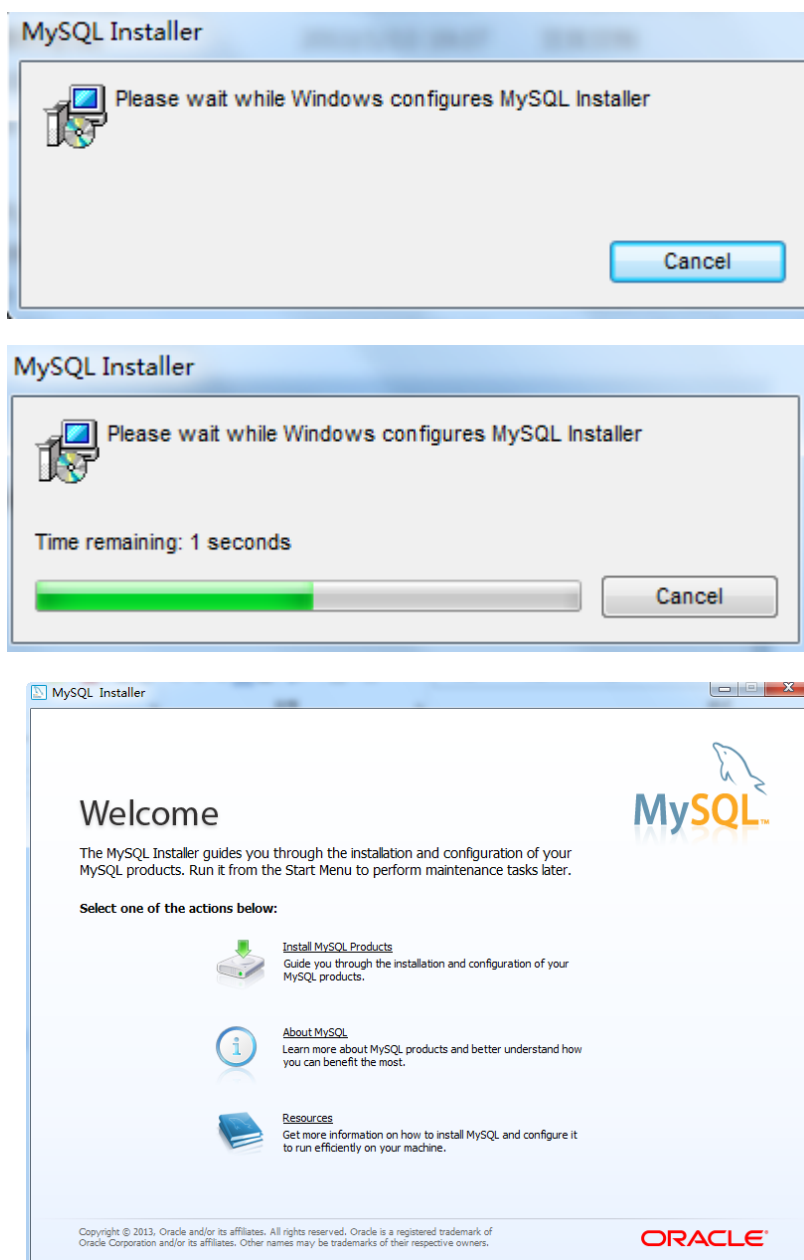 MySQL Installer
Please wait while Windows configures MySQL Installer
Cancel
MySQL Installer
Please wait while Windows configures MySQL Installer
Time remaining: 1 seconds
Cancel
MySQL Installer
MySQL™
Welcome
The MySQL Installer guides you through the installation and configuration of your
MySQL products. Run it from the Start Menu to perform maintenance tasks later.
Select one of the actions below:
Install MySQL Products
Guide you through the installation and configuration of your
MySQL products.
About MySQL
Learn more about MySQL products and better understand how
you can benefit the most.
Resources
Get more information on how to install MySQL and configure it
to run efficiently on your machine.
Copyright © 2013, Oracle and/or its affiliates. All rights reserved. Oracle is a registered trademark of
Oracle Corporation and/or its affiliates. Other names may be trademarks of their respective owners.
ORACLE®